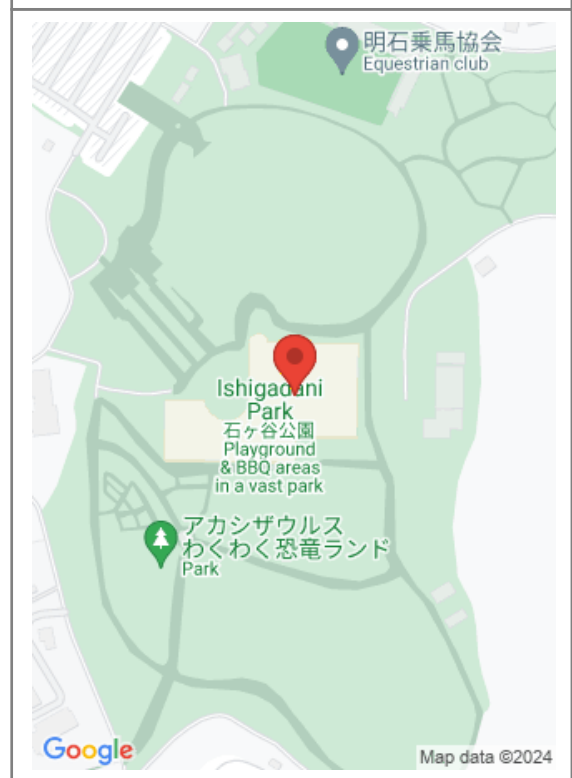 明石乗馬協会
Equestrian club
Ishigadani
Park
石ヶ谷公園
Playground
& BBQ areas
in a vast park
アカシザウルス
わくわく恐竜ランド
Park
Google
Map data ©2024